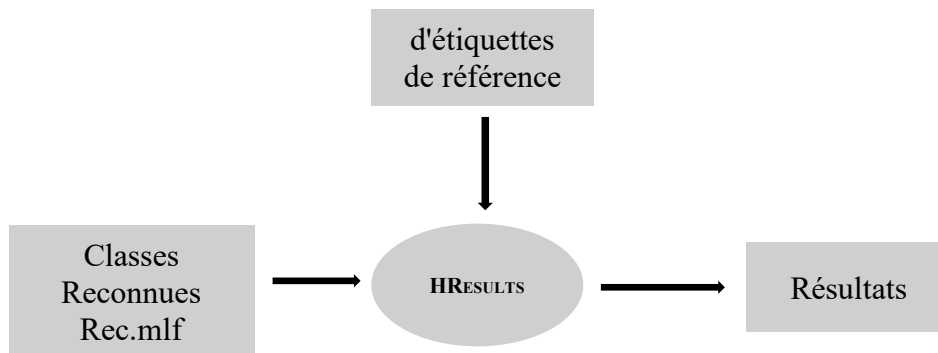 d'étiquettes
de référence
Classes
Reconnues
Rec.mlf
HRESULTS
Résultats